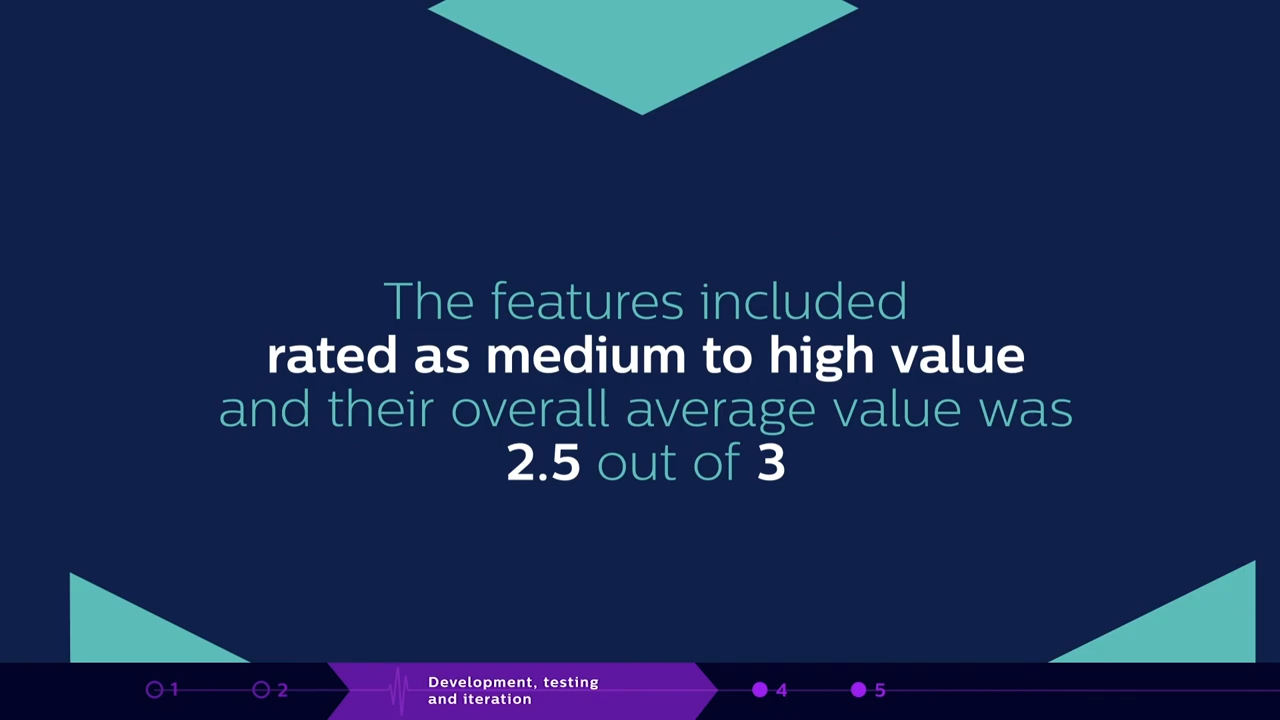 The features included
rated as medium to high value
and their overall average value was
2.5 out of 3
1
2
Development, testing
and iteration
4
5